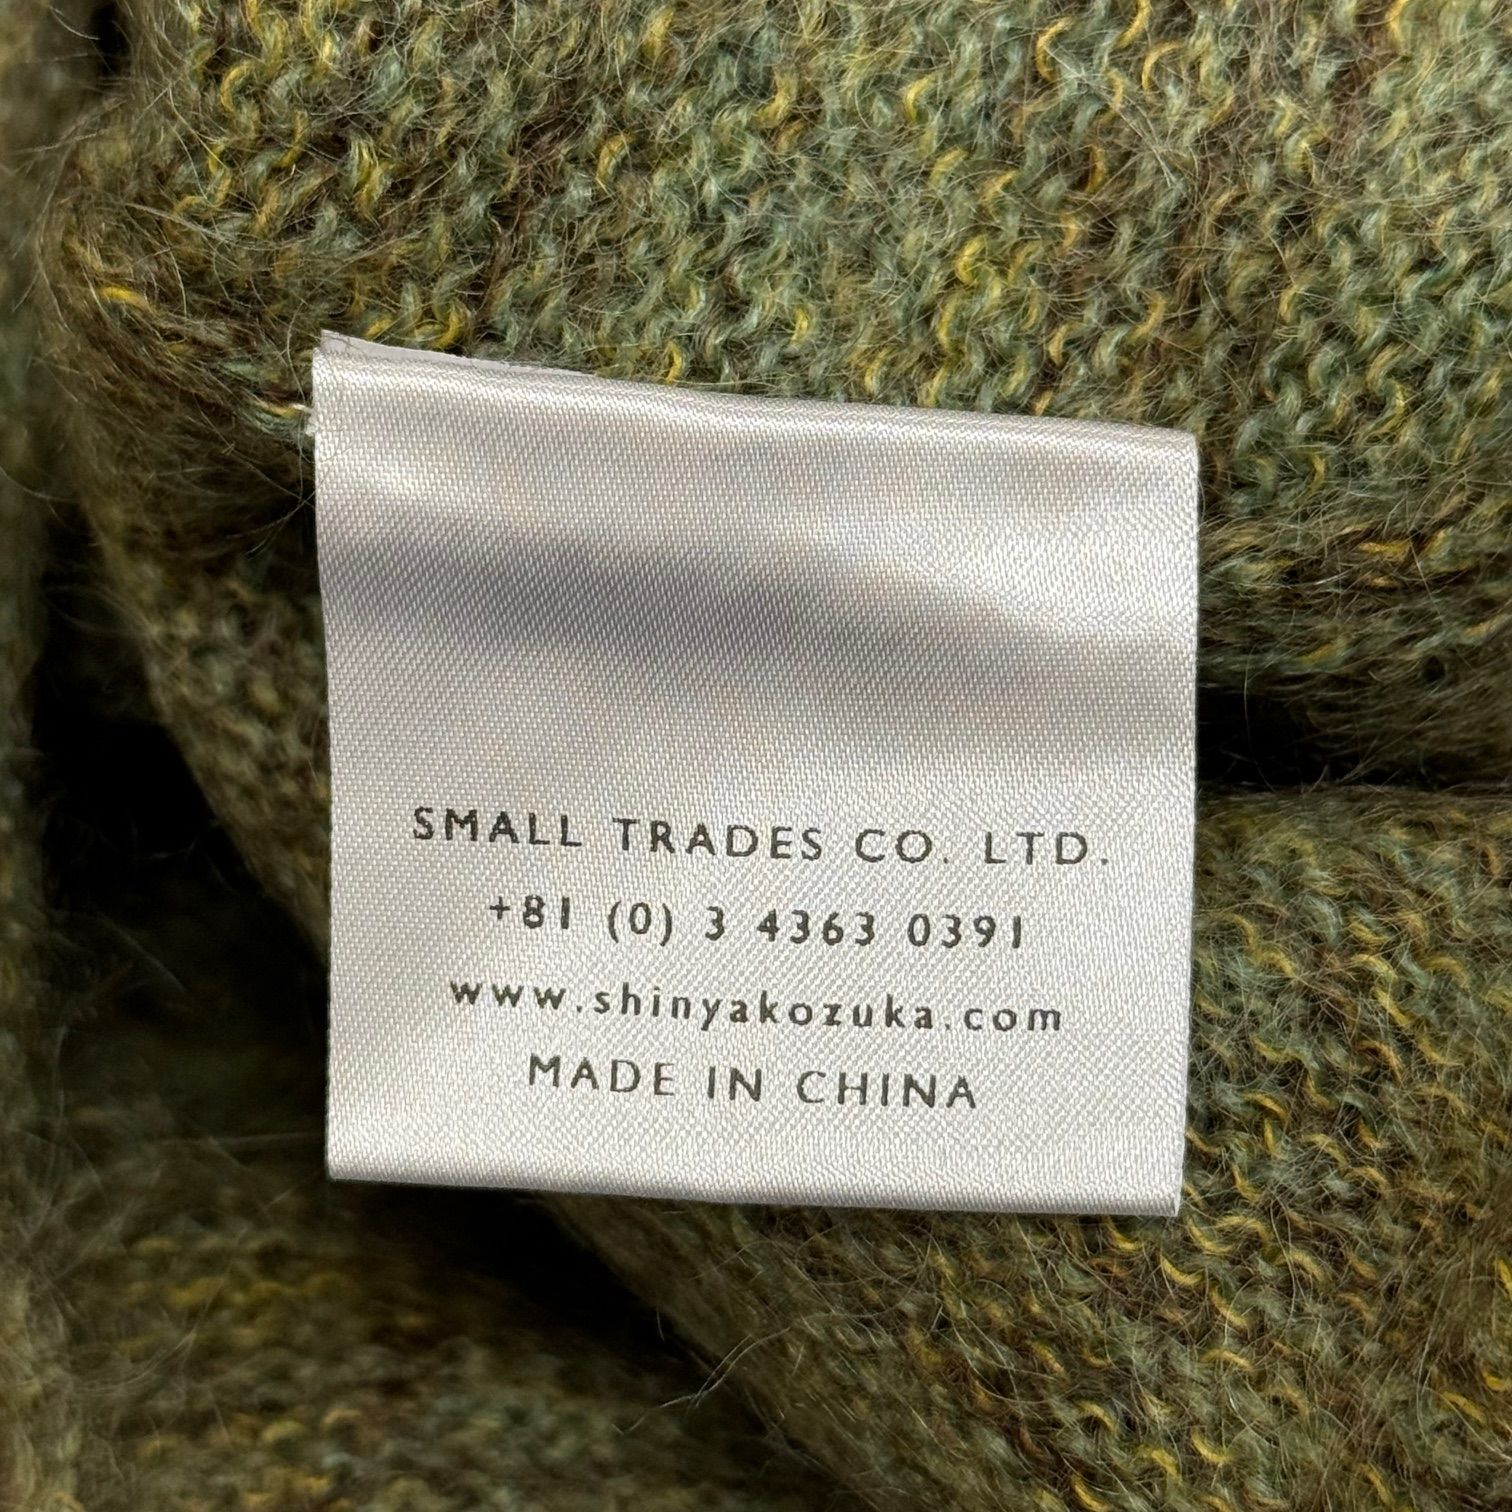 SMALL TRADES CO. LTD.
+81 (0) 3 4363 0391
www.shinyakozuka.com
MADE IN CHINA